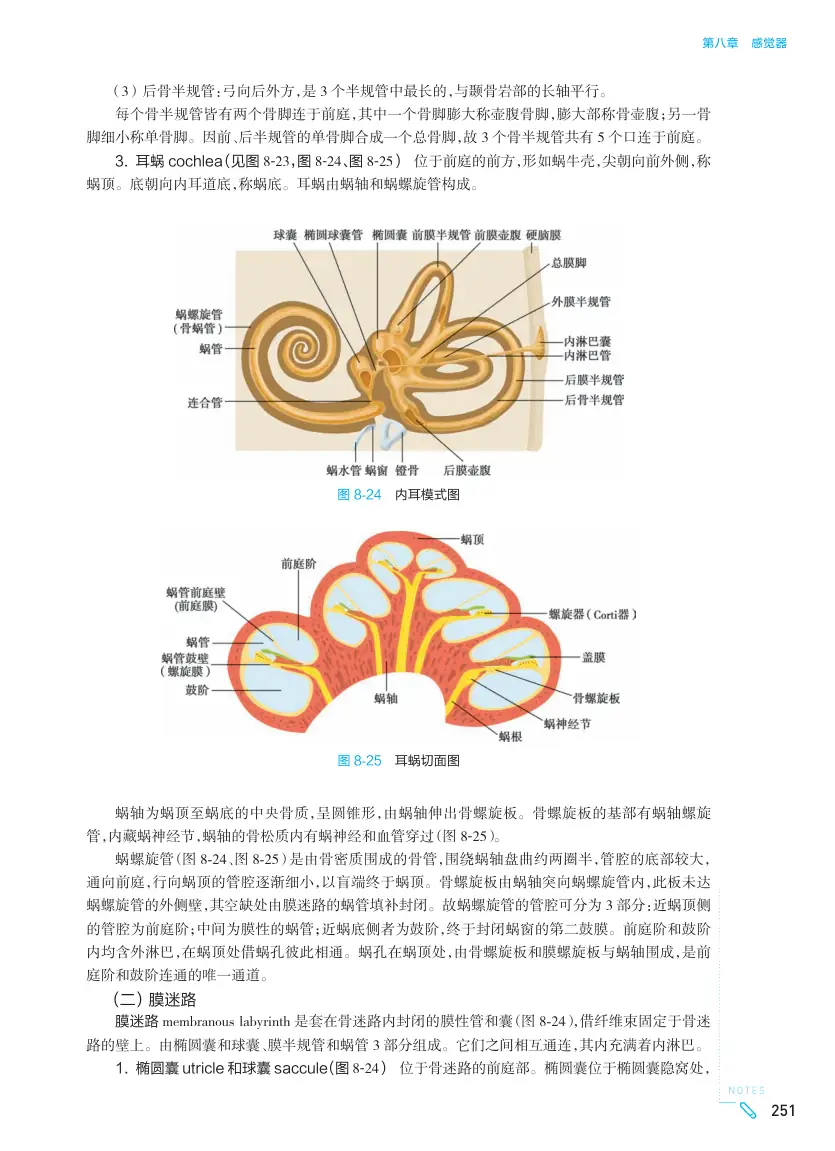 第八章 感觉器
（3）后骨半规管：弓向后外方，是 3 个半规管中最长的，与颞骨岩部的长轴平行。
每个骨半规管皆有两个骨脚连于前庭，其中一个骨脚膨大称壶腹骨脚，膨大部称骨壶腹；另一骨
脚细小称单骨脚。因前、后半规管的单骨脚合成一个总骨脚，故 3 个骨半规管共有 5 个口连于前庭。
3. 耳蜗 cochlea（见图 8-23，图 8-24、图 8-25） 位于前庭的前方，形如蜗牛壳，尖朝向前外侧，称
蜗顶。底朝向内耳道底，称蜗底。耳蜗由蜗轴和蜗螺旋管构成。
球囊 椭圆球囊管 椭圆囊 前膜半规管 前膜壶腹 硬脑膜
总膜脚
外膜半规管
蜗螺旋管
（骨蜗管）
蜗管
内淋巴囊
内淋巴管
后膜半规管
后骨半规管
连合管
蜗水管 蜗窗 镫骨 后膜壶腹
图 8-24 内耳模式图
蜗顶
前庭阶
蜗管前庭壁
(前庭膜)
螺旋器（Corti器）
蜗管
蜗管鼓壁
（螺旋膜）
盖膜
鼓阶
蜗轴
骨螺旋板
蜗神经节
蜗根
图 8-25 耳蜗切面图
蜗轴为蜗顶至蜗底的中央骨质，呈圆锥形，由蜗轴伸出骨螺旋板。骨螺旋板的基部有蜗轴螺旋
管，内藏蜗神经节，蜗轴的骨松质内有蜗神经和血管穿过（图 8-25）。
蜗螺旋管（图 8-24、图 8-25）是由骨密质围成的骨管，围绕蜗轴盘曲约两圈半，管腔的底部较大，
通向前庭，行向蜗顶的管腔逐渐细小，以盲端终于蜗顶。骨螺旋板由蜗轴突向蜗螺旋管内，此板未达
蜗螺旋管的外侧壁，其空缺处由膜迷路的蜗管填补封闭。故蜗螺旋管的管腔可分为 3 部分：近蜗顶侧
的管腔为前庭阶；中间为膜性的蜗管；近蜗底侧者为鼓阶，终于封闭蜗窗的第二鼓膜。前庭阶和鼓阶
内均含外淋巴，在蜗顶处借蜗孔彼此相通。蜗孔在蜗顶处，由骨螺旋板和膜螺旋板与蜗轴围成，是前
庭阶和鼓阶连通的唯一通道。
（二）膜迷路
膜迷路 membranous labyrinth 是套在骨迷路内封闭的膜性管和囊（图 8-24），借纤维束固定于骨迷
路的壁上。由椭圆囊和球囊、膜半规管和蜗管 3 部分组成。它们之间相互通连，其内充满着内淋巴。
1. 椭圆囊 utricle 和球囊 saccule（图 8-24） 位于骨迷路的前庭部。椭圆囊位于椭圆囊隐窝处，
NOTES
251